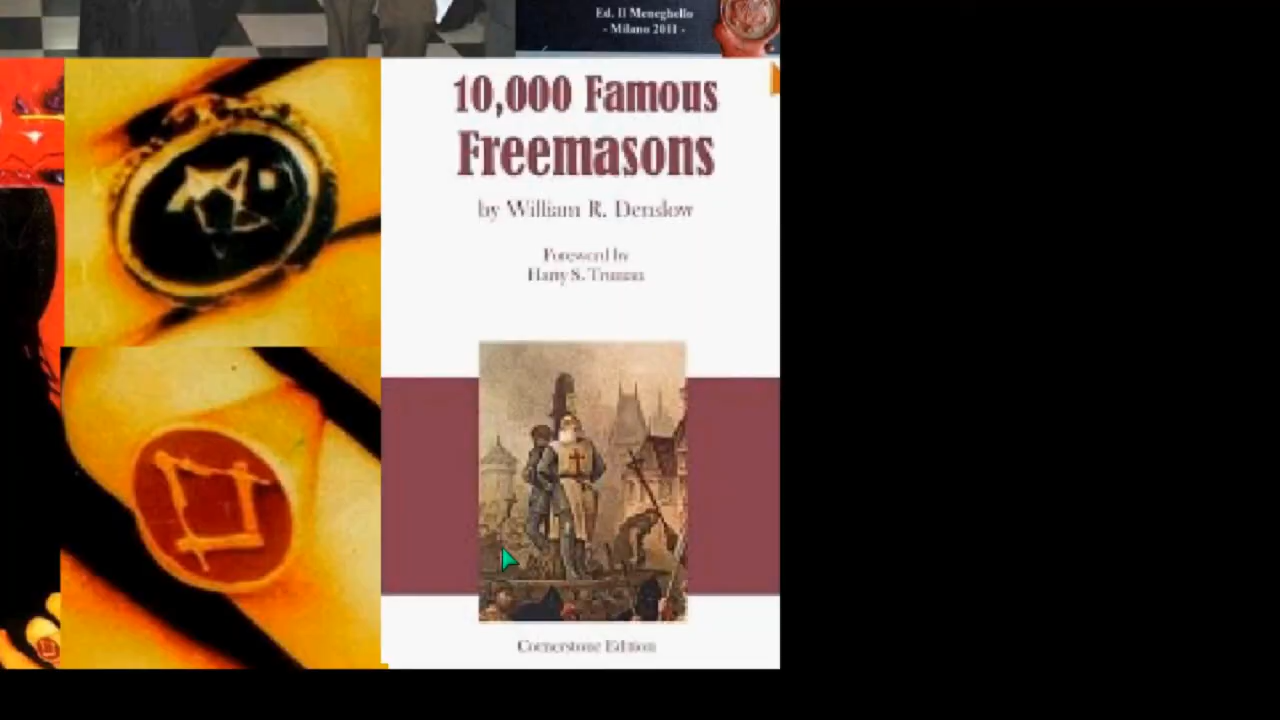 Ed. Il Meneghello
- Milano 2011 -
10,000 Famous
Freemasons
by William R. Denslow
Foreword by
Harry S. Truman
Cornerstone Edition